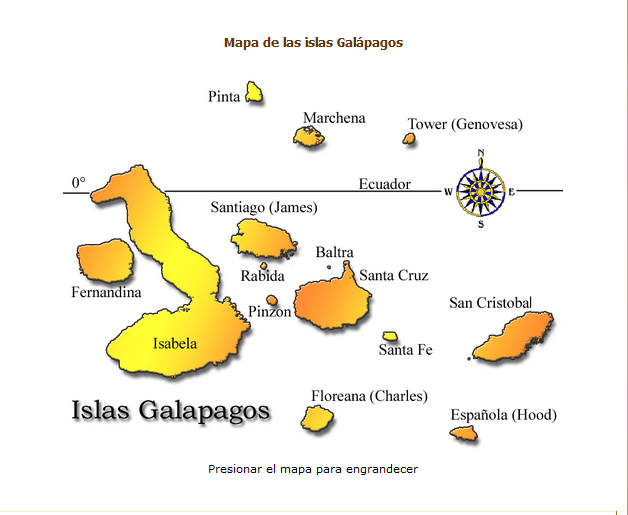 Mapa de las islas Galápagos
Pinta
Marchena
Tower (Genovesa)
N
0°
Ecuador
W
E
S
Santiago (James)
Baltra
Rabida
Santa Cruz
Fernandina
Pinzon
San Cristobal
Isabela
Santa Fe
Floreana (Charles)
Islas Galapagos
Española (Hood)
Presionar el mapa para engrandecer